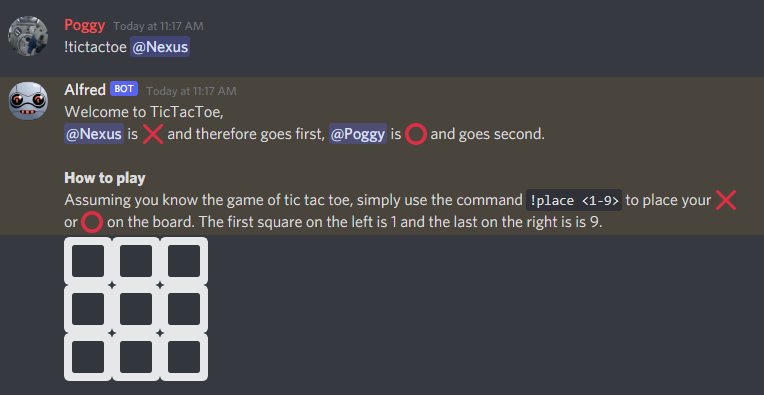 Poggy Today at 11:17 AM
!tictactoe @Nexus
Alfred BOT Today at 11:17 AM
Welcome to TicTacToe,
@Nexus is ❌ and therefore goes first, @Poggy is ⭕ and goes second.
How to play
Assuming you know the game of tic tac toe, simply use the command !place <1-9> to place your ❌
or ⭕ on the board. The first square on the left is 1 and the last on the right is is 9.